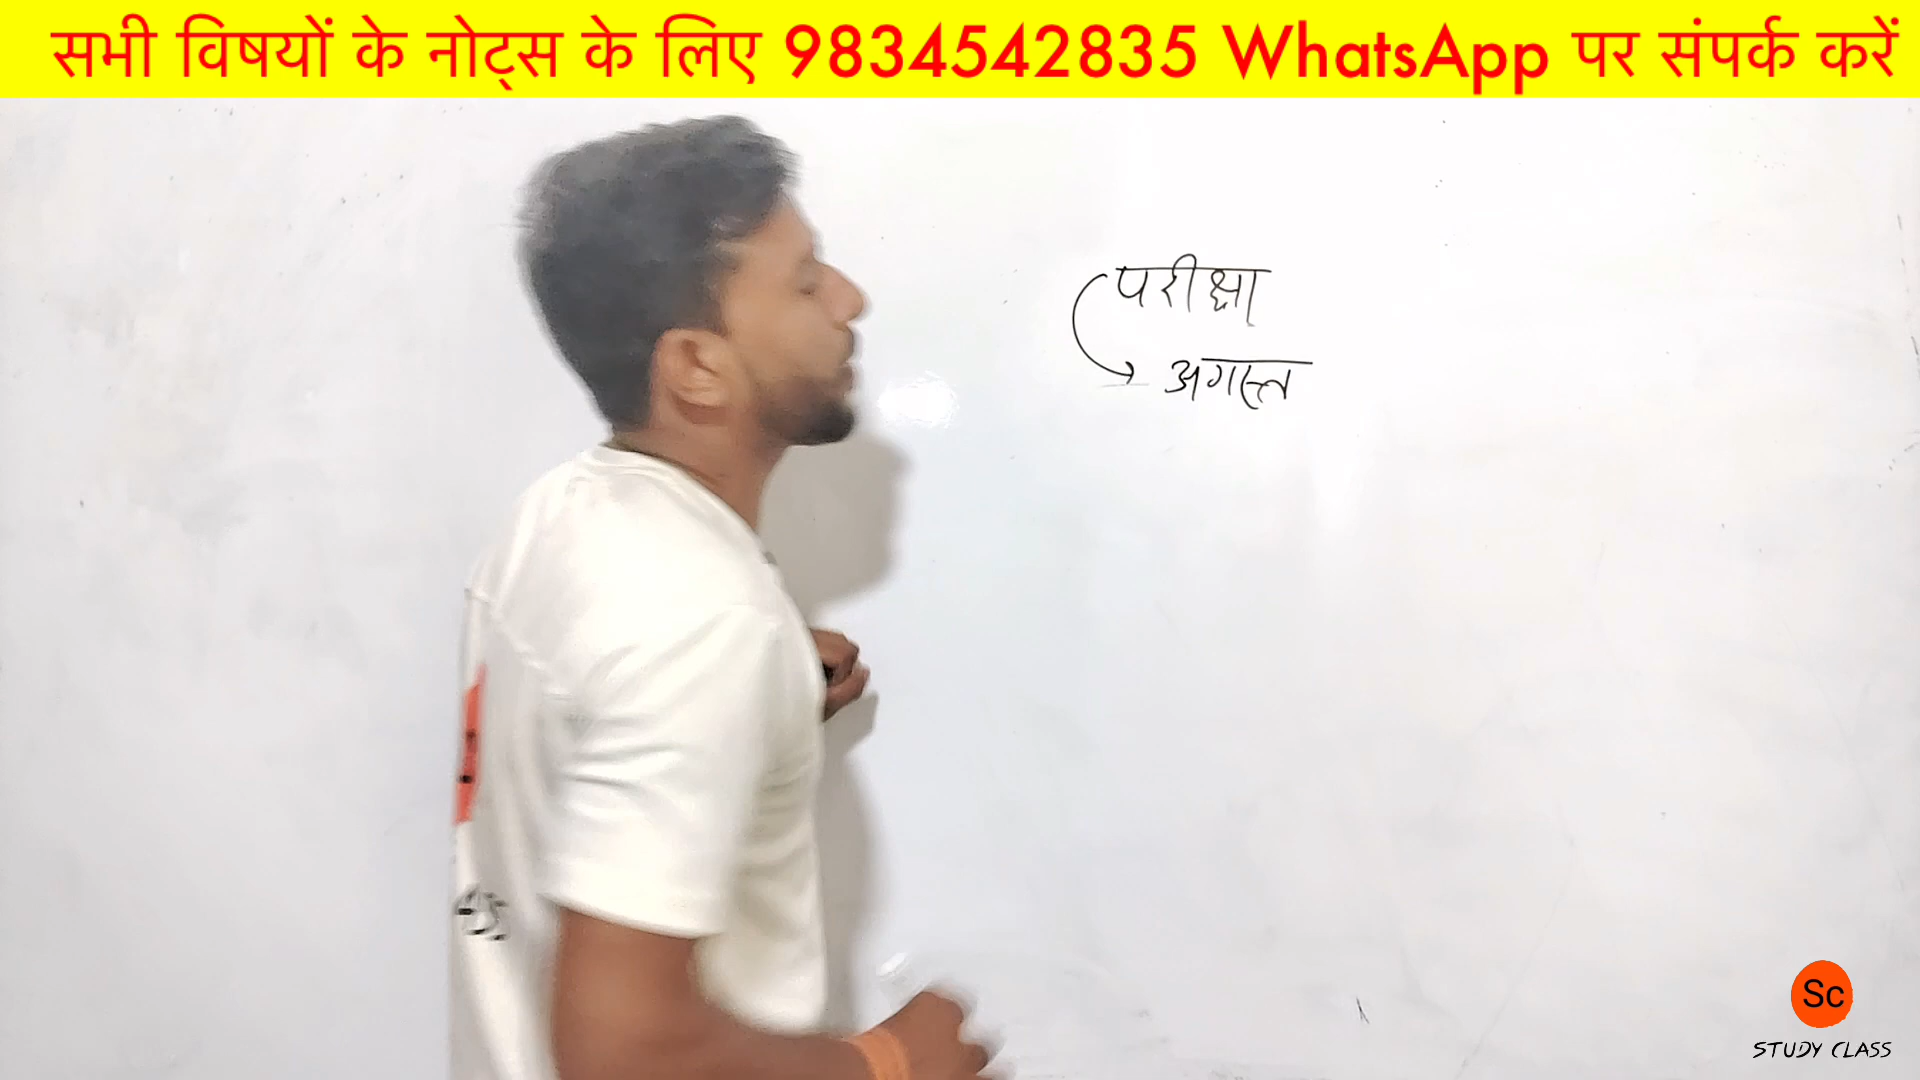 सभी विषयों के नोट्स के लिए 9834542835 WhatsApp पर संपर्क करें
परीक्षा
अगस्त
Sc
STUDY CLASS